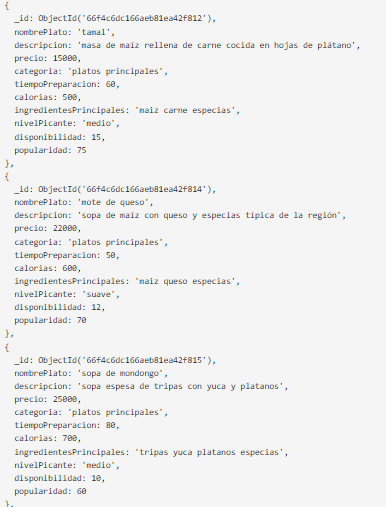 {
_id: ObjectId('66f4c6dc166aeb81ea42f812'),
nombrePlato: 'tamal',
descripcion: 'masa de maíz rellena de carne cocida en hojas de plátano',
precio: 15000,
categoria: 'platos principales',
tiempoPreparacion: 60,
calorias: 500,
ingredientesPrincipales: 'maiz carne especias',
nivelPicante: 'medio',
disponibilidad: 15,
popularidad: 75
},
{
_id: ObjectId('66f4c6dc166aeb81ea42f814'),
nombrePlato: 'mote de queso',
descripcion: 'sopa de maíz con queso y especias típica de la región',
precio: 22000,
categoria: 'platos principales',
tiempoPreparacion: 50,
calorias: 600,
ingredientesPrincipales: 'maiz queso especias',
nivelPicante: 'suave',
disponibilidad: 12,
popularidad: 70
},
{
_id: ObjectId('66f4c6dc166aeb81ea42f815'),
nombrePlato: 'sopa de mondongo',
descripcion: 'sopa espesa de tripas con yuca y platanos',
precio: 25000,
categoria: 'platos principales',
tiempoPreparacion: 80,
calorias: 700,
ingredientesPrincipales: 'tripas yuca platanos especias',
nivelPicante: 'medio',
disponibilidad: 10,
popularidad: 60
},